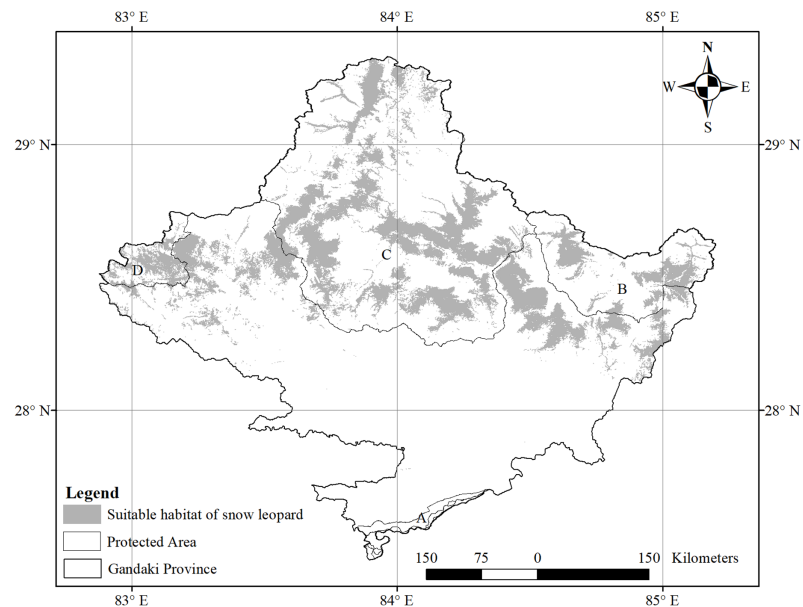 83° E 84° E 85° E
N
W E
S
29° N 29° N
C
D
B
28° N 28° N
Legend
Suitable habitat of snow leopard
Protected Area
Gandaki Province
A
150 75 0 150 Kilometers
83° E 84° E 85° E